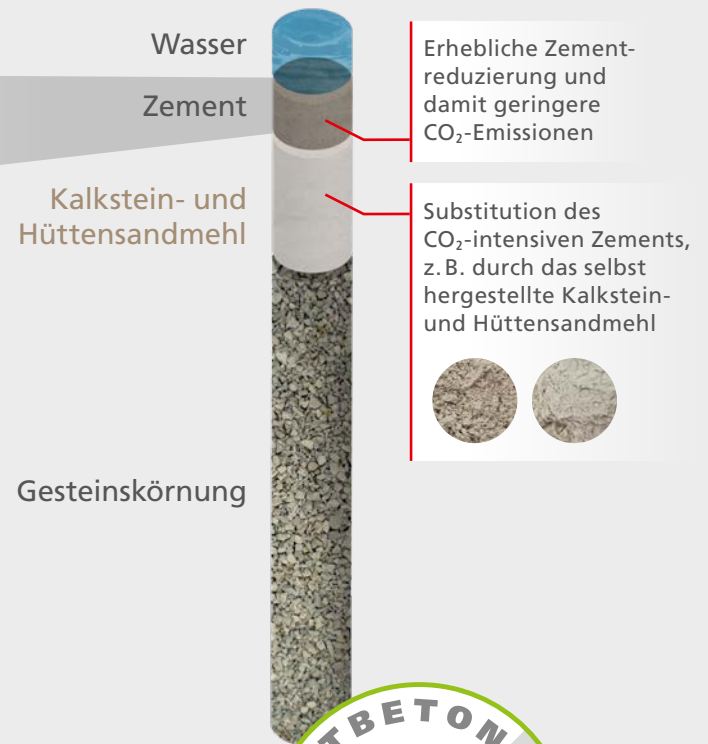 Wasser
Zement
Kalkstein- und
Hüttensandmehl
Gesteinskörnung
Erhebliche Zement-
reduzierung und
damit geringere
CO₂-Emissionen
Substitution des
CO₂-intensiven Zements,
z. B. durch das selbst
hergestellte Kalkstein-
und Hüttensandmehl